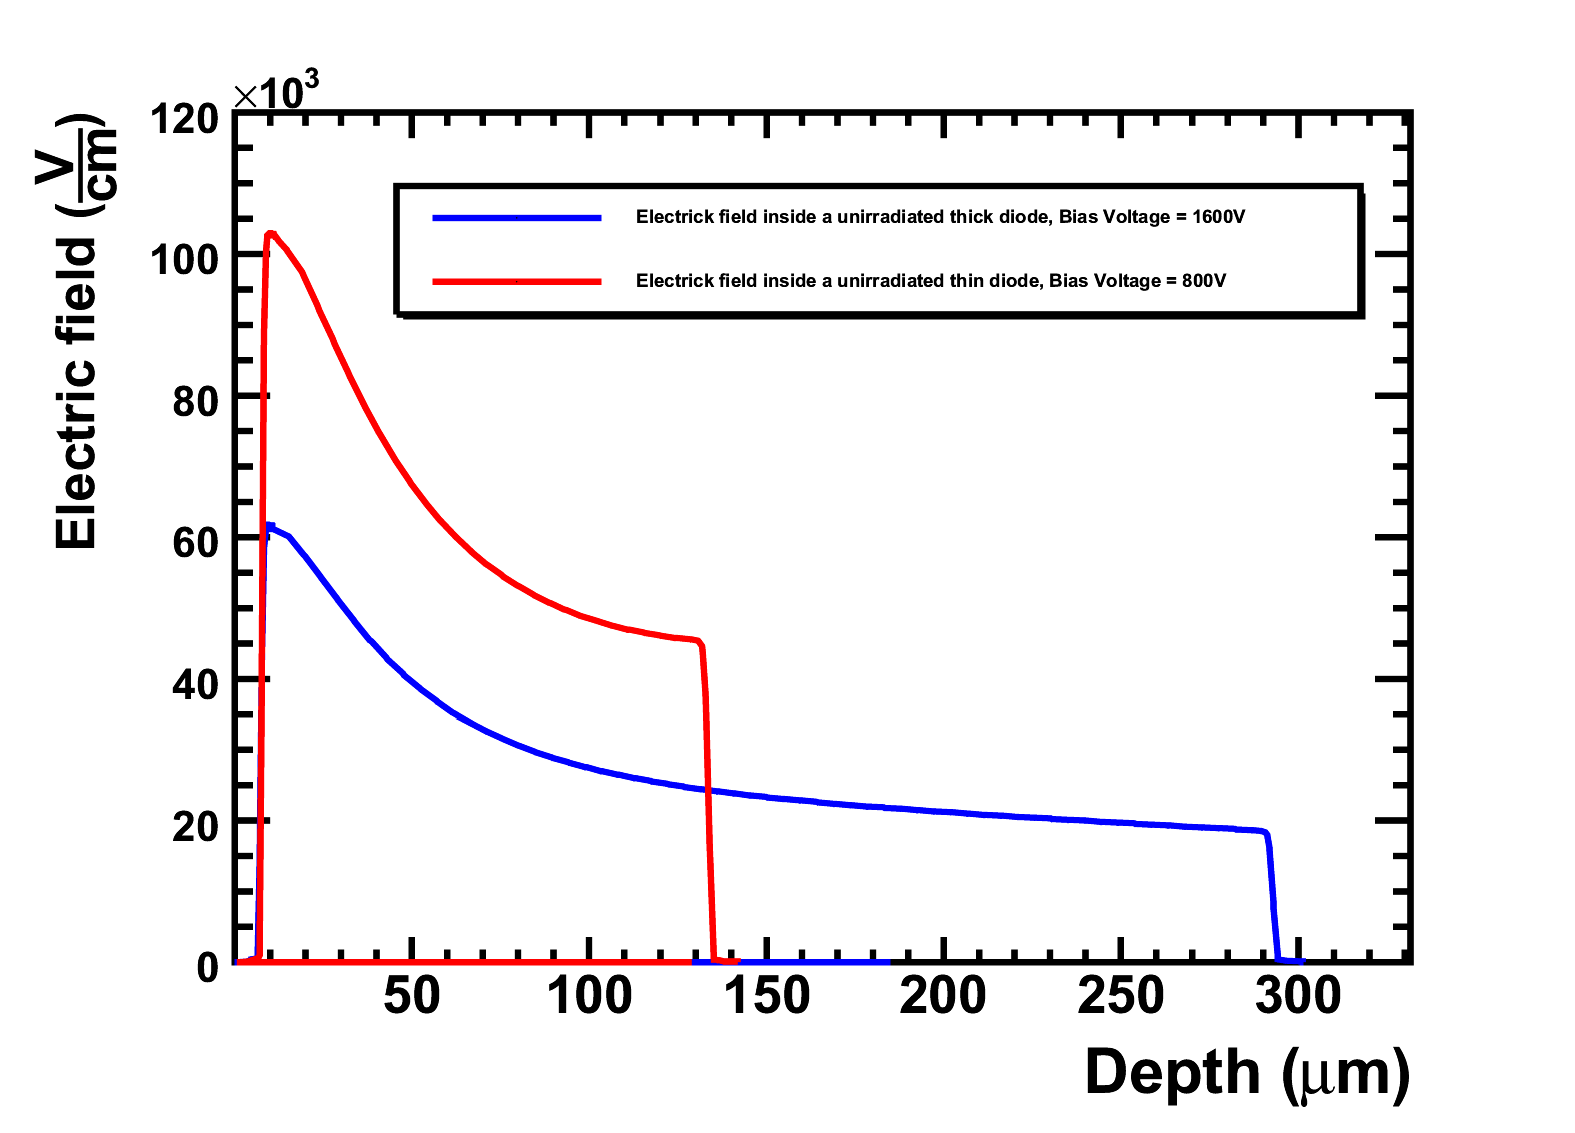 ×10³
120
100
80
60
40
20
0
Electric field (V/cm)
Electrick field inside a unirradiated thick diode, Bias Voltage = 1600V
Electrick field inside a unirradiated thin diode, Bias Voltage = 800V
50 100 150 200 250 300
Depth (μm)